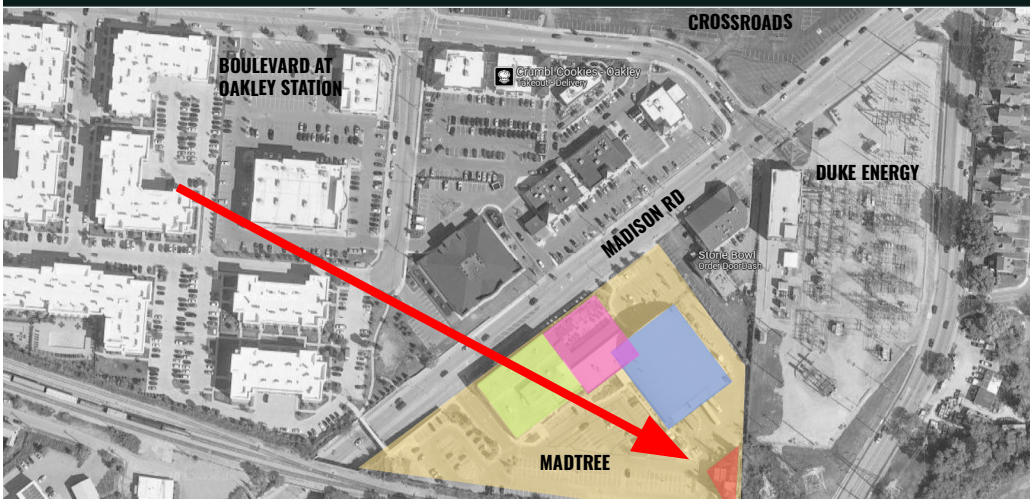 CROSSROADS
BOULEVARD AT
OAKLEY STATION
Crumbl Cookies - Oakley
Takeout • Delivery
DUKE ENERGY
MADISON RD
Stone Bowl
Order DoorDash
MADTREE